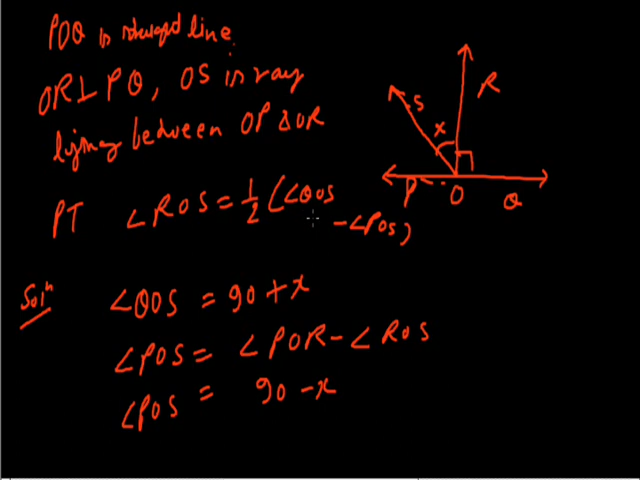 POQ is straight line.
OR⊥PQ, OS is ray
lying between OP & OR
PT ∠ROS = 1/2 (∠QOS
-∠POS)
Solⁿ
∠QOS = 90 + x
∠POS = ∠POR - ∠ROS
∠POS = 90 - x
R
S
x
P O Q